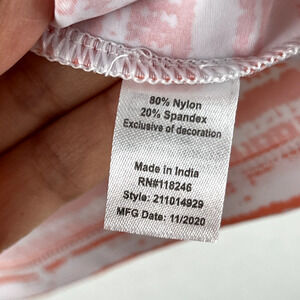 80% Nylon
20% Spandex
Exclusive of decoration
Made in India
RN#118246
Style: 211014929
MFG Date: 11/2020